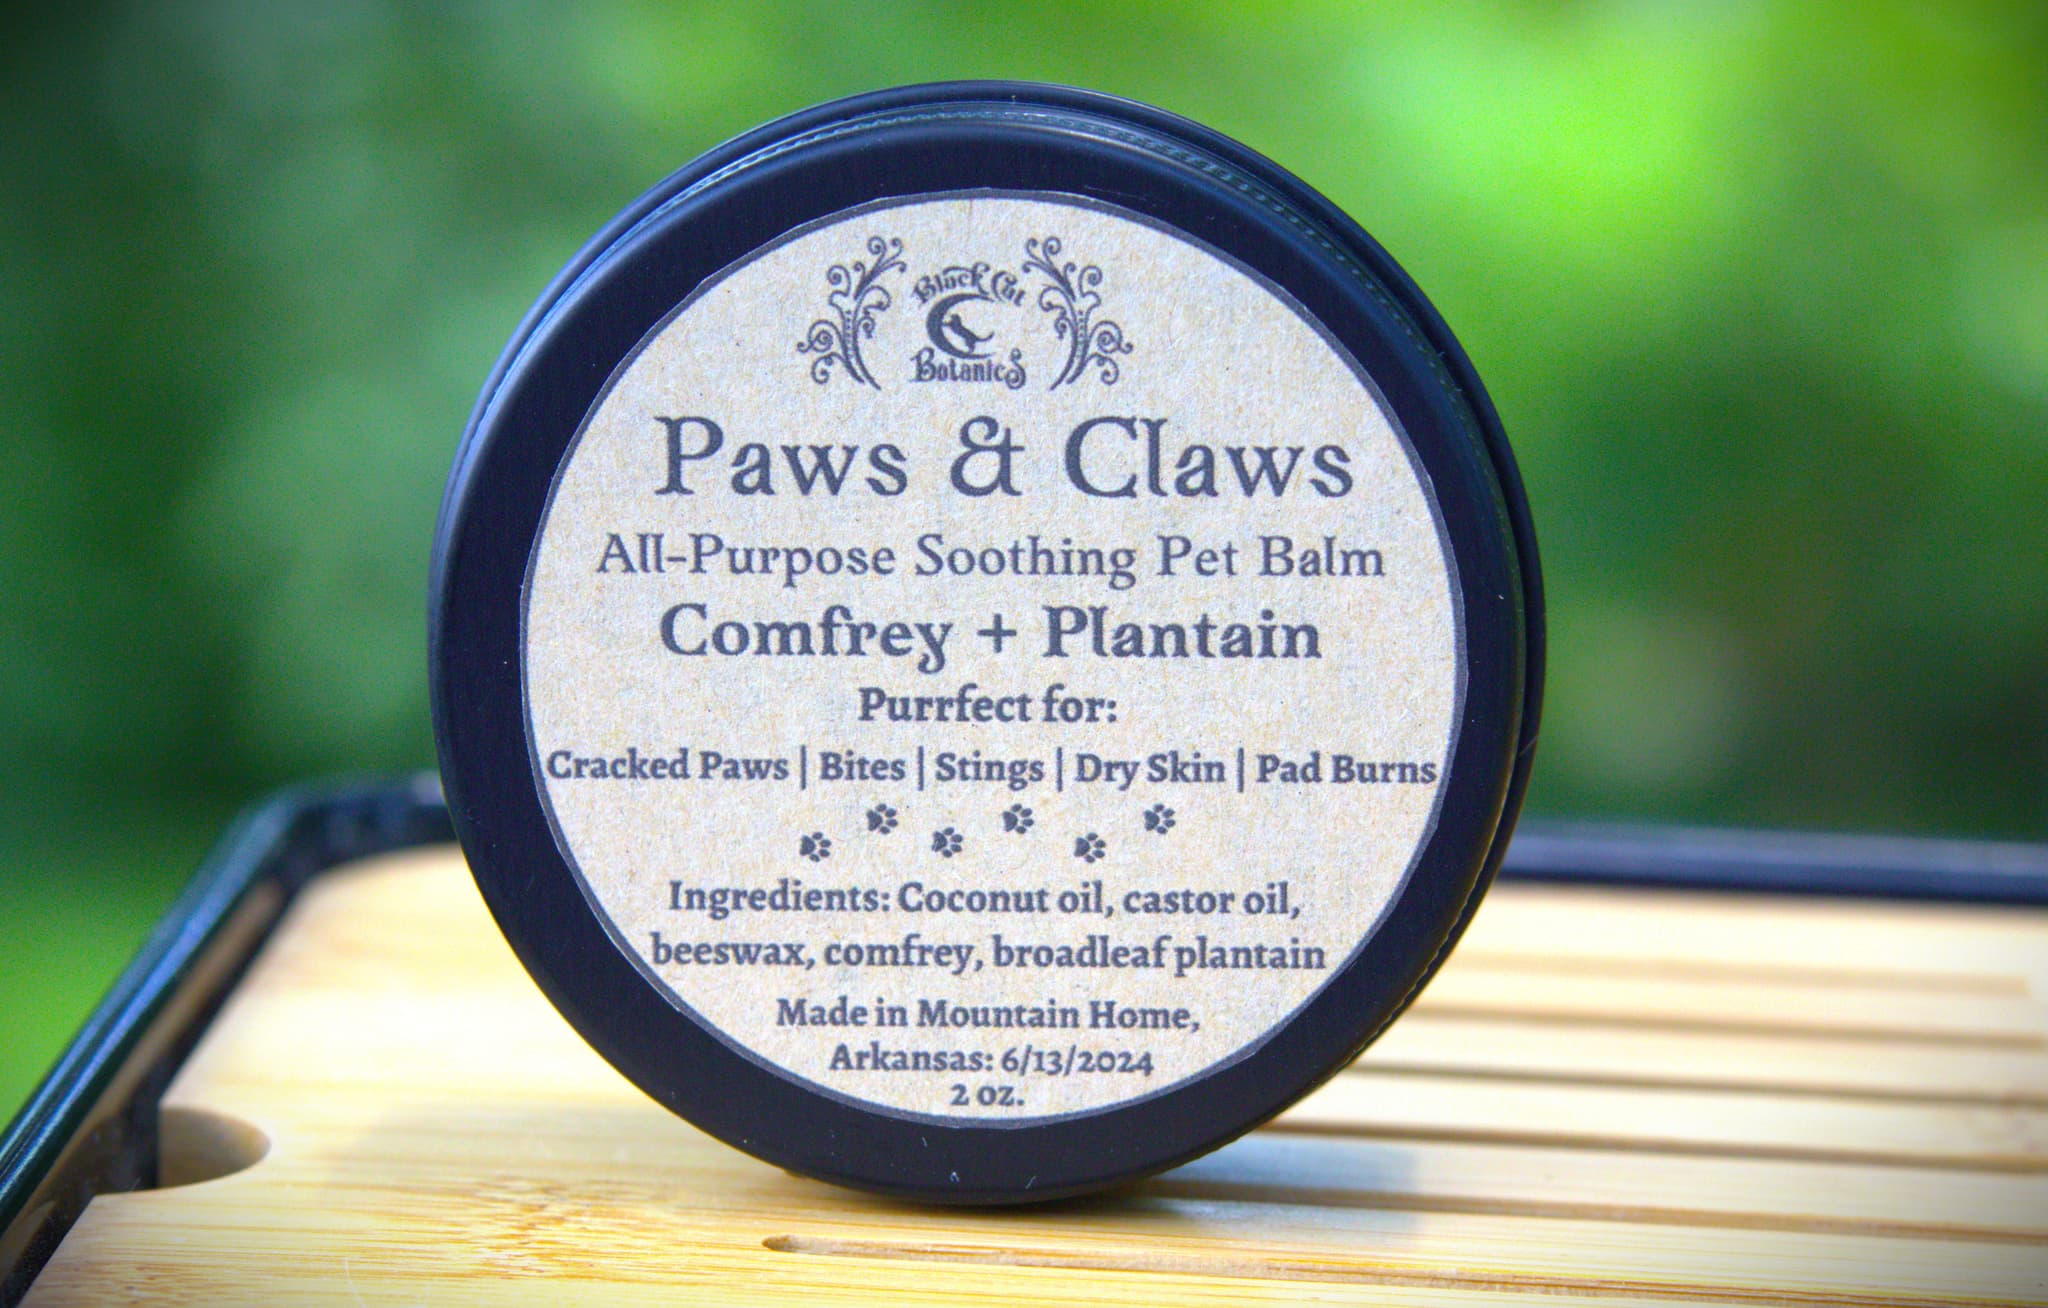 Black Cat
Botanics
Paws & Claws
All-Purpose Soothing Pet Balm
Comfrey + Plantain
Purrfect for:
Cracked Paws | Bites | Stings | Dry Skin | Pad Burns
Ingredients: Coconut oil, castor oil,
beeswax, comfrey, broadleaf plantain
Made in Mountain Home,
Arkansas: 6/13/2024
2 oz.